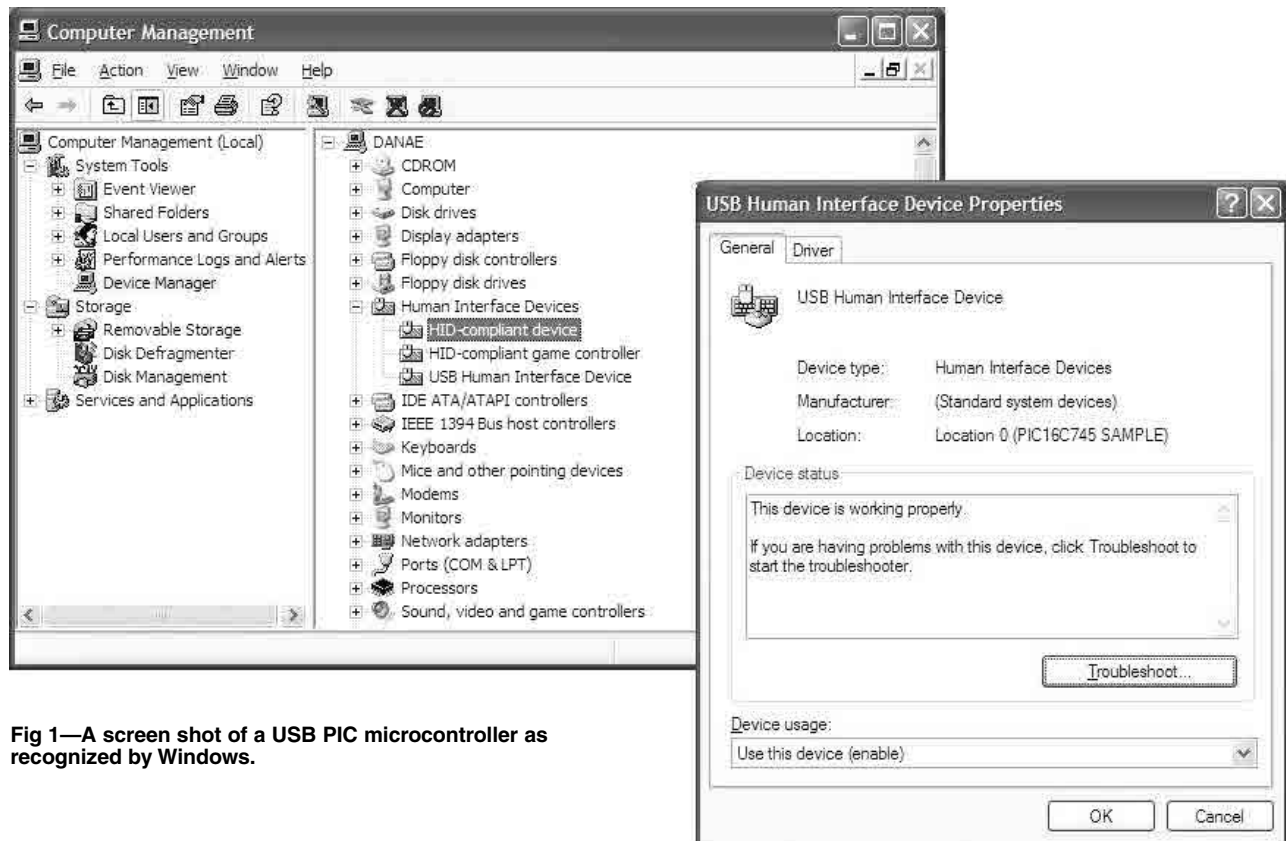 Computer Management
File Action View Window Help
Computer Management (Local)
System Tools
Event Viewer
Shared Folders
Local Users and Groups
Performance Logs and Alerts
Device Manager
Storage
Removable Storage
Disk Defragmenter
Disk Management
Services and Applications
DANAE
CDROM
Computer
Disk drives
Display adapters
Floppy disk controllers
Floppy disk drives
Human Interface Devices
HID-compliant device
HID-compliant game controller
USB Human Interface Device
IDE ATA/ATAPI controllers
IEEE 1394 Bus host controllers
Keyboards
Mice and other pointing devices
Modems
Monitors
Network adapters
Ports (COM & LPT)
Processors
Sound, video and game controllers
USB Human Interface Device Properties
General Driver
USB Human Interface Device
Device type: Human Interface Devices
Manufacturer: (Standard system devices)
Location: Location 0 (PIC16C745 SAMPLE)
Device status
This device is working properly.
If you are having problems with this device, click Troubleshoot to
start the troubleshooter.
Troubleshoot...
Device usage:
Use this device (enable)
OK Cancel
Fig 1—A screen shot of a USB PIC microcontroller as
recognized by Windows.